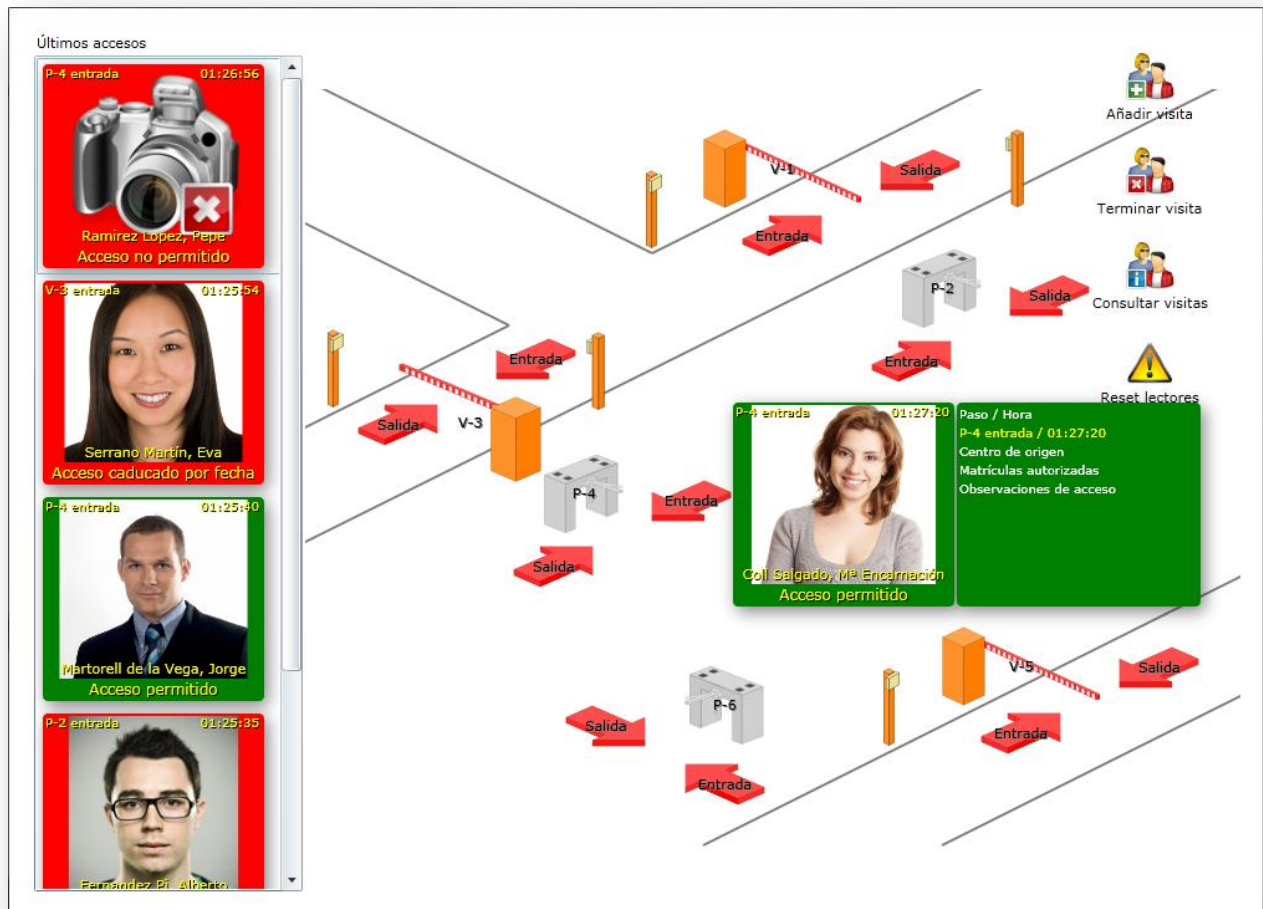 Últimos accesos
P-4 entrada 01:26:56
Ramirez Lopez, Pepe
Acceso no permitido
V-3 entrada 01:25:54
Serrano Martín, Eva
Acceso caducado por fecha
P-4 entrada 01:25:40
Martorell de la Vega, Jorge
Acceso permitido
P-2 entrada 01:25:35
Fernandez Pi, Alberto
Añadir visita
Terminar visita
Consultar visitas
Reset lectores
V-1
Salida
Entrada
P-2
Salida
Entrada
Entrada
Salida
V-3
P-4
Entrada
Salida
P-4 entrada 01:27:20
Coll Salgado, Mª Encarnación
Acceso permitido
Paso / Hora
P-4 entrada / 01:27:20
Centro de origen
Matrículas autorizadas
Observaciones de acceso
V-5
Salida
Entrada
P-6
Salida
Entrada